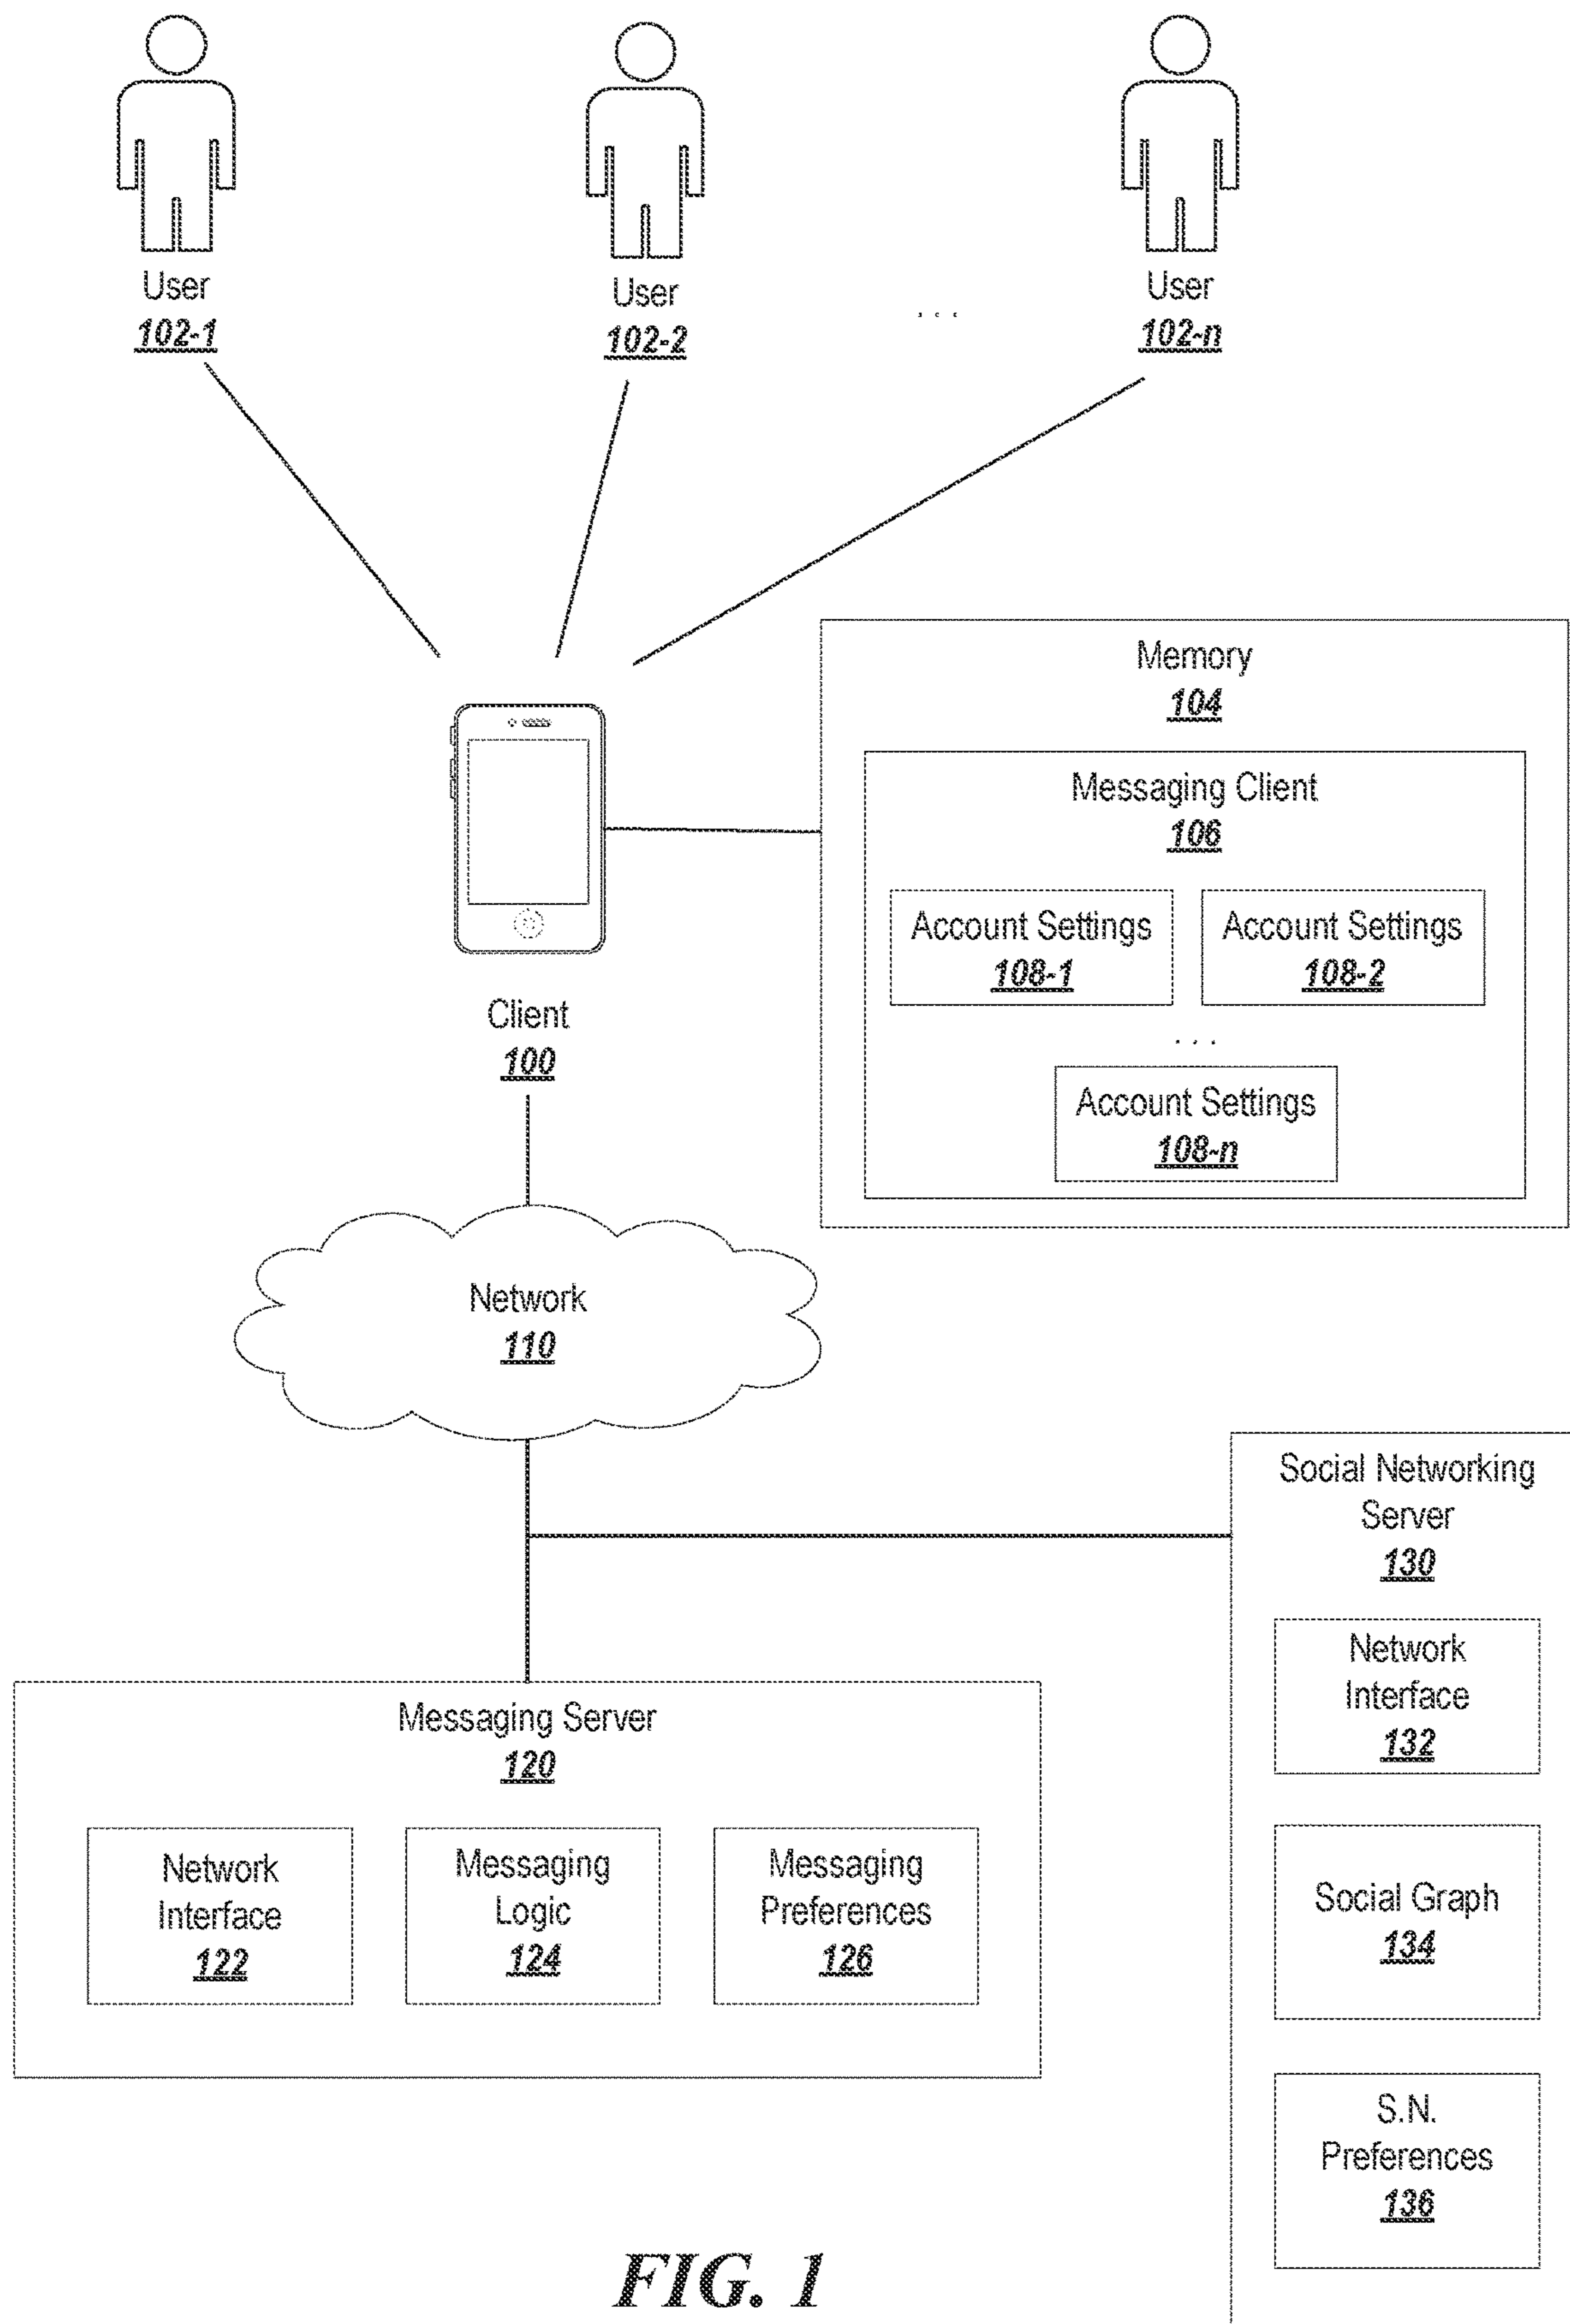 User
102-1
User
102-2
. . .
User
102-n
Memory
104
Messaging Client
106
Account Settings
108-1
Account Settings
108-2
. . .
Account Settings
108-n
Client
100
Network
110
Social Networking
Server
130
Network
Interface
132
Social Graph
134
S.N.
Preferences
136
Messaging Server
120
Network
Interface
122
Messaging
Logic
124
Messaging
Preferences
126
FIG. 1